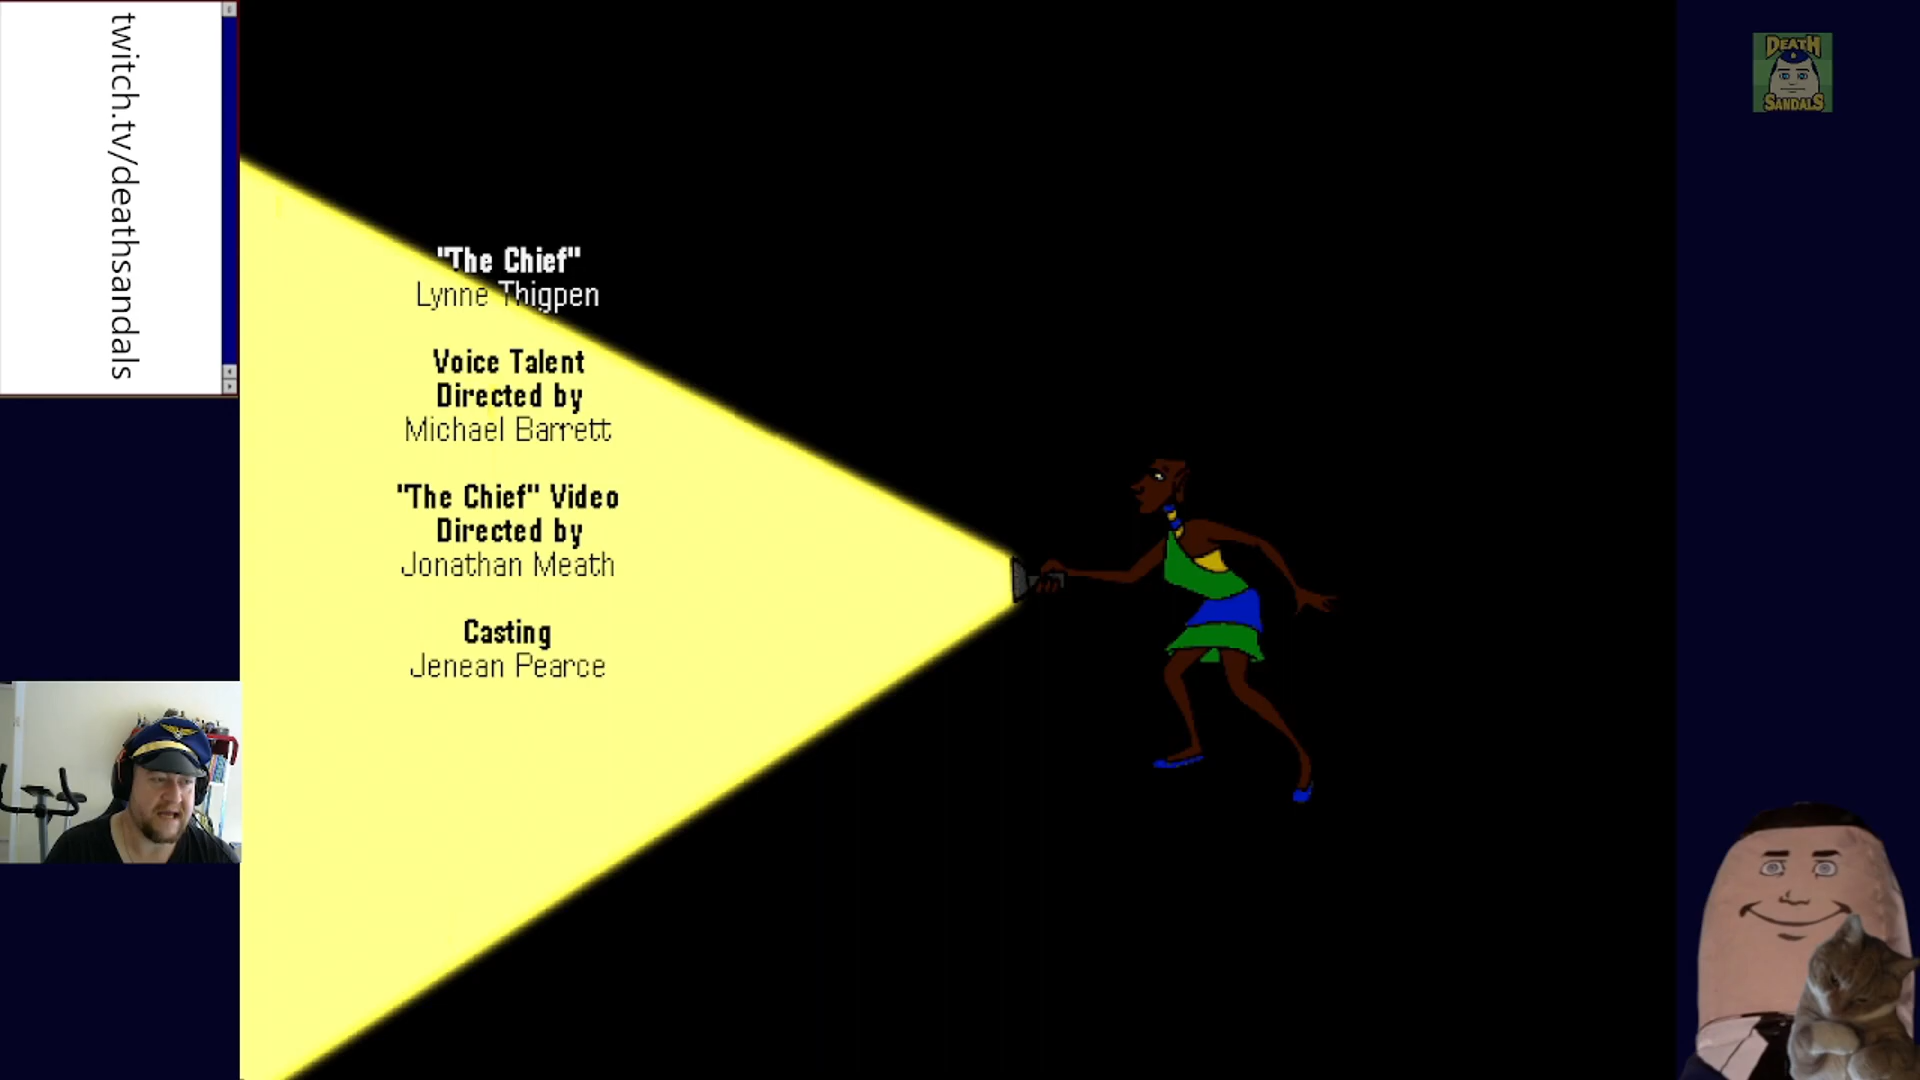 twitch.tv/deathsandals
"The Chief"
Lynne Thigpen
Voice Talent
Directed by
Michael Barrett
"The Chief" Video
Directed by
Jonathan Meath
Casting
Jenean Pearce
DEATH
SANDALS